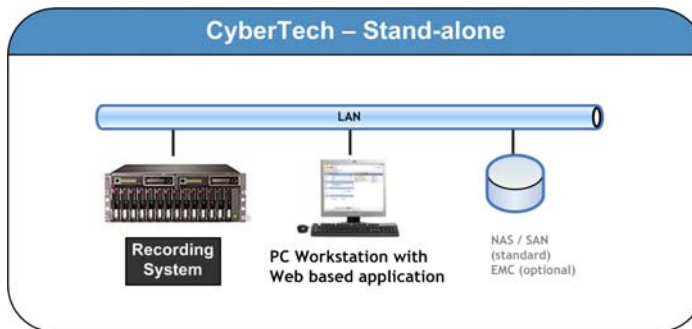 CyberTech – Stand-alone
LAN
Recording
System
PC Workstation with
Web based application
NAS / SAN
(standard)
EMC (optional)